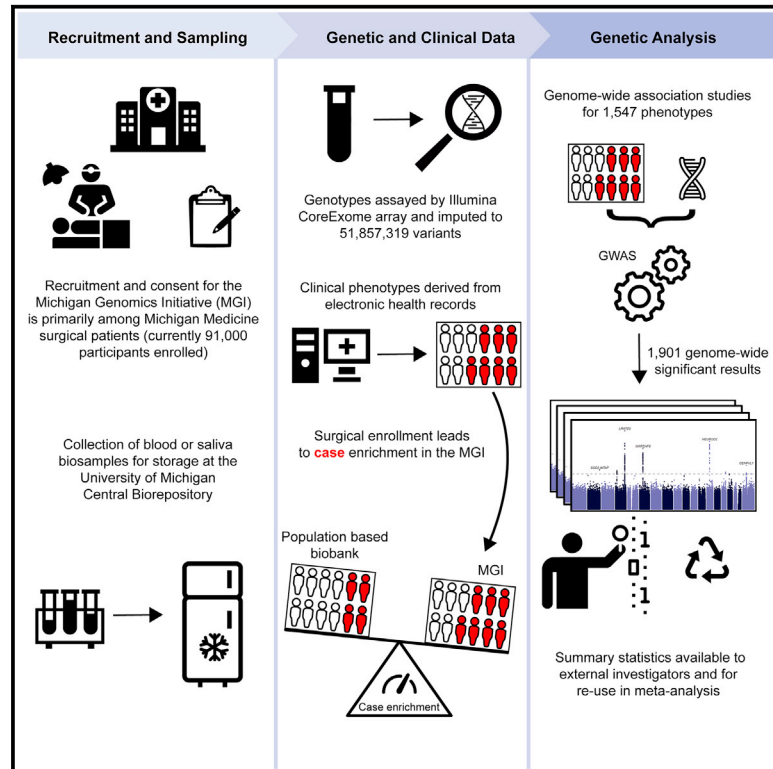 Recruitment and Sampling
Genetic and Clinical Data
Genetic Analysis
Recruitment and consent for the
Michigan Genomics Initiative (MGI)
is primarily among Michigan Medicine
surgical patients (currently 91,000
participants enrolled)
Collection of blood or saliva
biosamples for storage at the
University of Michigan
Central Biorepository
Genotypes assayed by Illumina
CoreExome array and imputed to
51,857,319 variants
Clinical phenotypes derived from
electronic health records
Surgical enrollment leads
to case enrichment in the MGI
Population based
biobank
MGI
Case enrichment
Genome-wide association studies
for 1,547 phenotypes
GWAS
1,901 genome-wide
significant results
1
0
1
Summary statistics available to
external investigators and for
re-use in meta-analysis